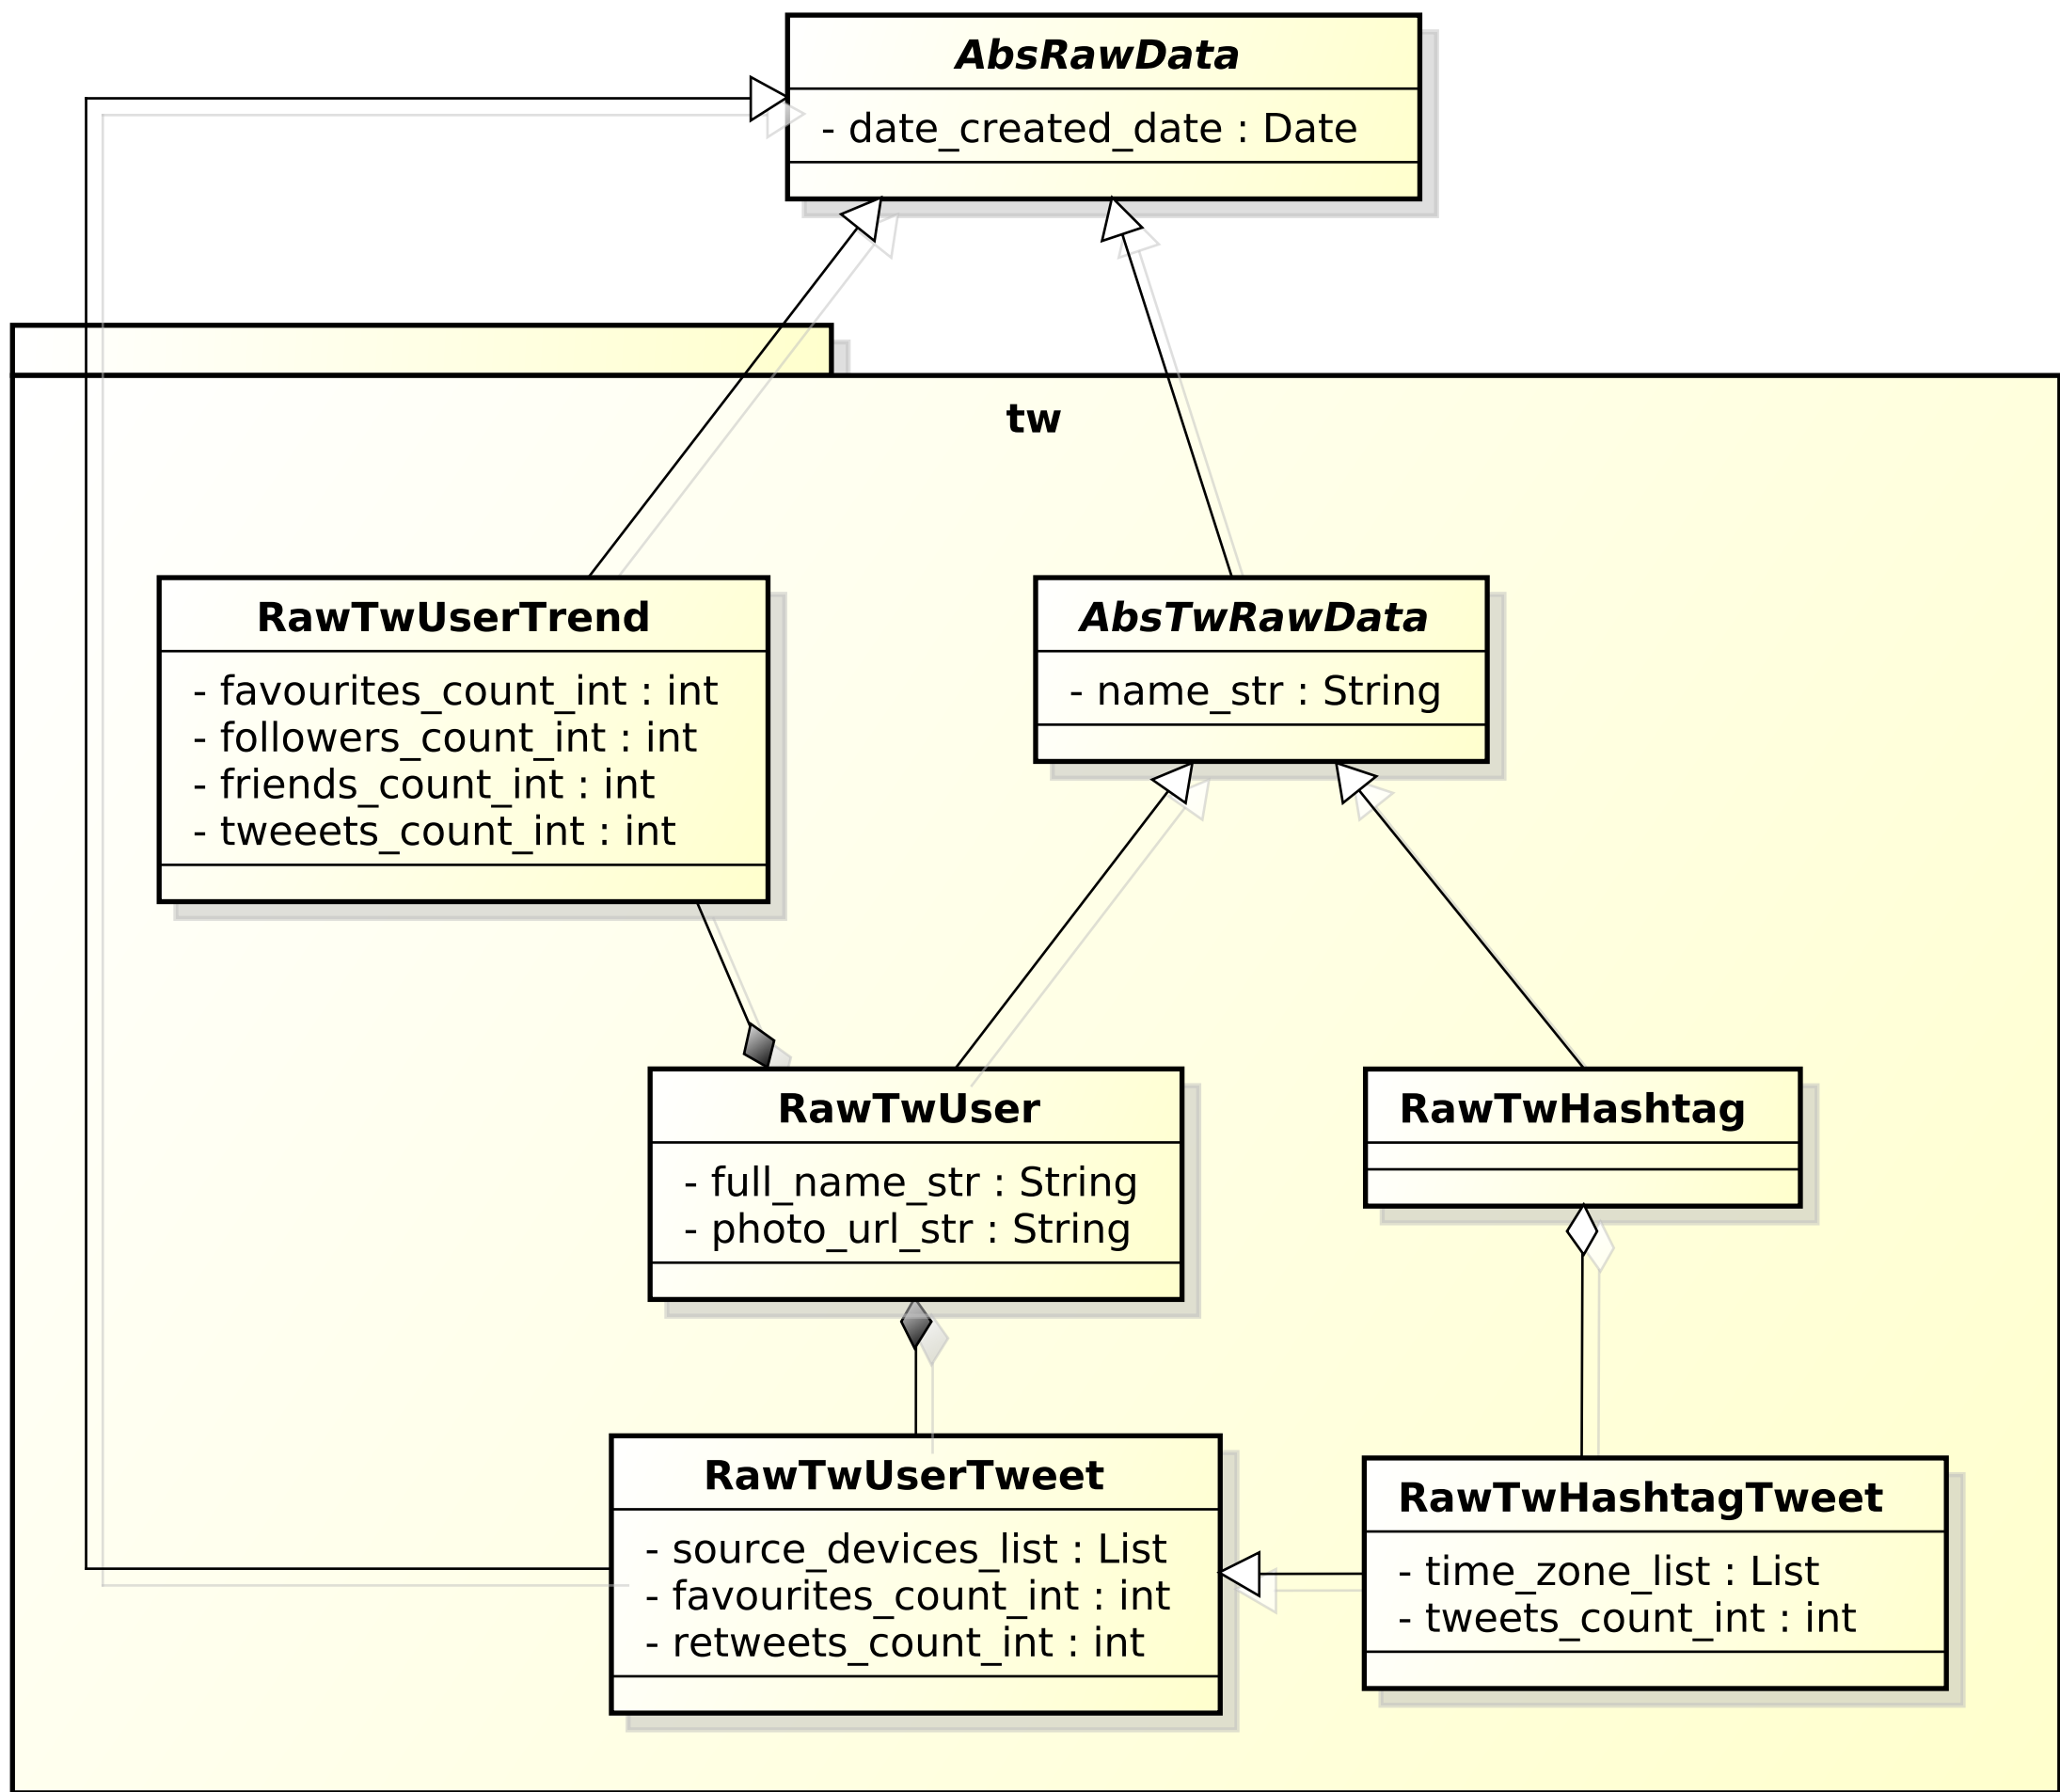 AbsRawData
- date_created_date : Date
tw
RawTwUserTrend
- favourites_count_int : int
- followers_count_int : int
- friends_count_int : int
- tweeets_count_int : int
AbsTwRawData
- name_str : String
RawTwUser
- full_name_str : String
- photo_url_str : String
RawTwHashtag
RawTwUserTweet
- source_devices_list : List
- favourites_count_int : int
- retweets_count_int : int
RawTwHashtagTweet
- time_zone_list : List
- tweets_count_int : int